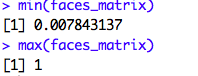 > min(faces_matrix)
[1] 0.007843137
> max(faces_matrix)
[1] 1